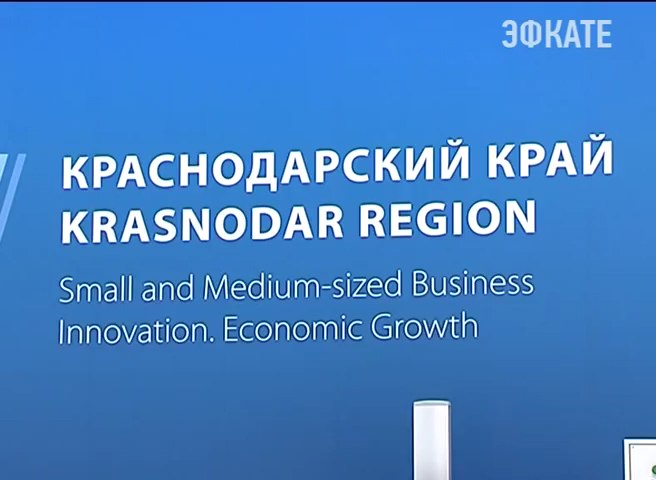 ЭФКАТЕ
КРАСНОДАРСКИЙ КРАЙ
KRASNODAR REGION
Small and Medium-sized Business
Innovation. Economic Growth